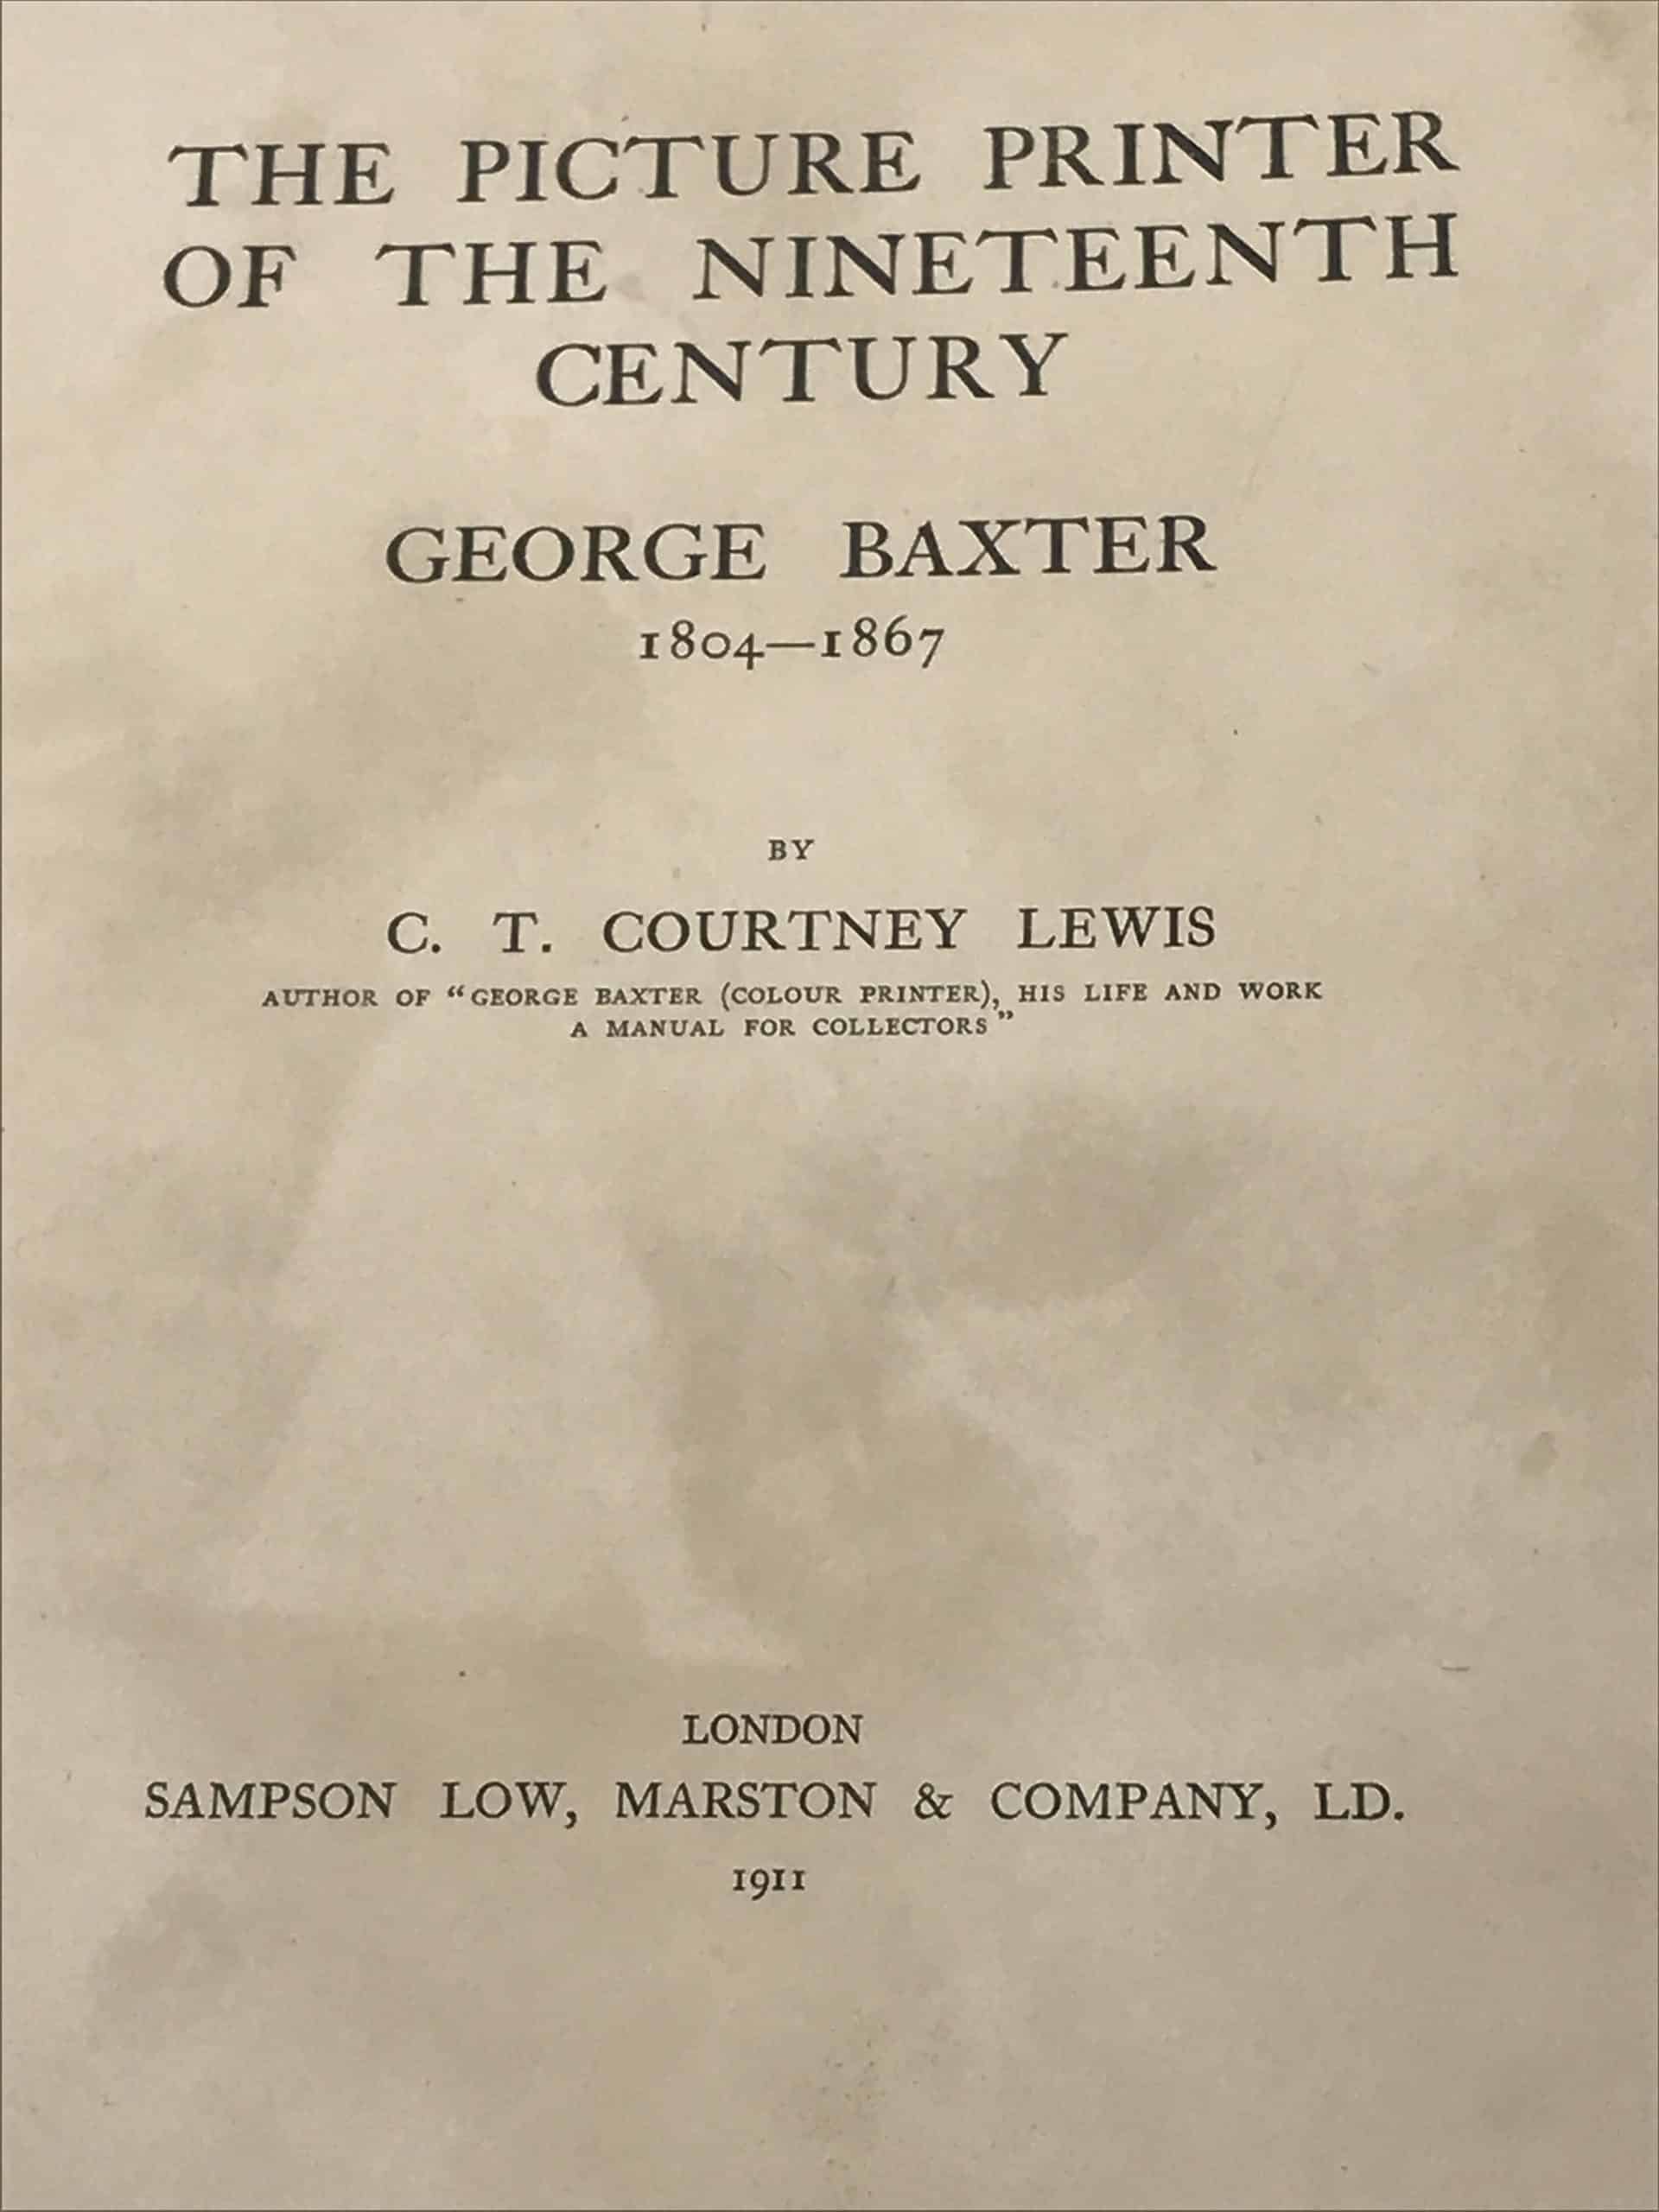 THE PICTURE PRINTER
OF THE NINETEENTH
CENTURY
GEORGE BAXTER
1804—1867
BY
C. T. COURTNEY LEWIS
AUTHOR OF “GEORGE BAXTER (COLOUR PRINTER), HIS LIFE AND WORK
A MANUAL FOR COLLECTORS”
LONDON
SAMPSON LOW, MARSTON & COMPANY, LD.
1911